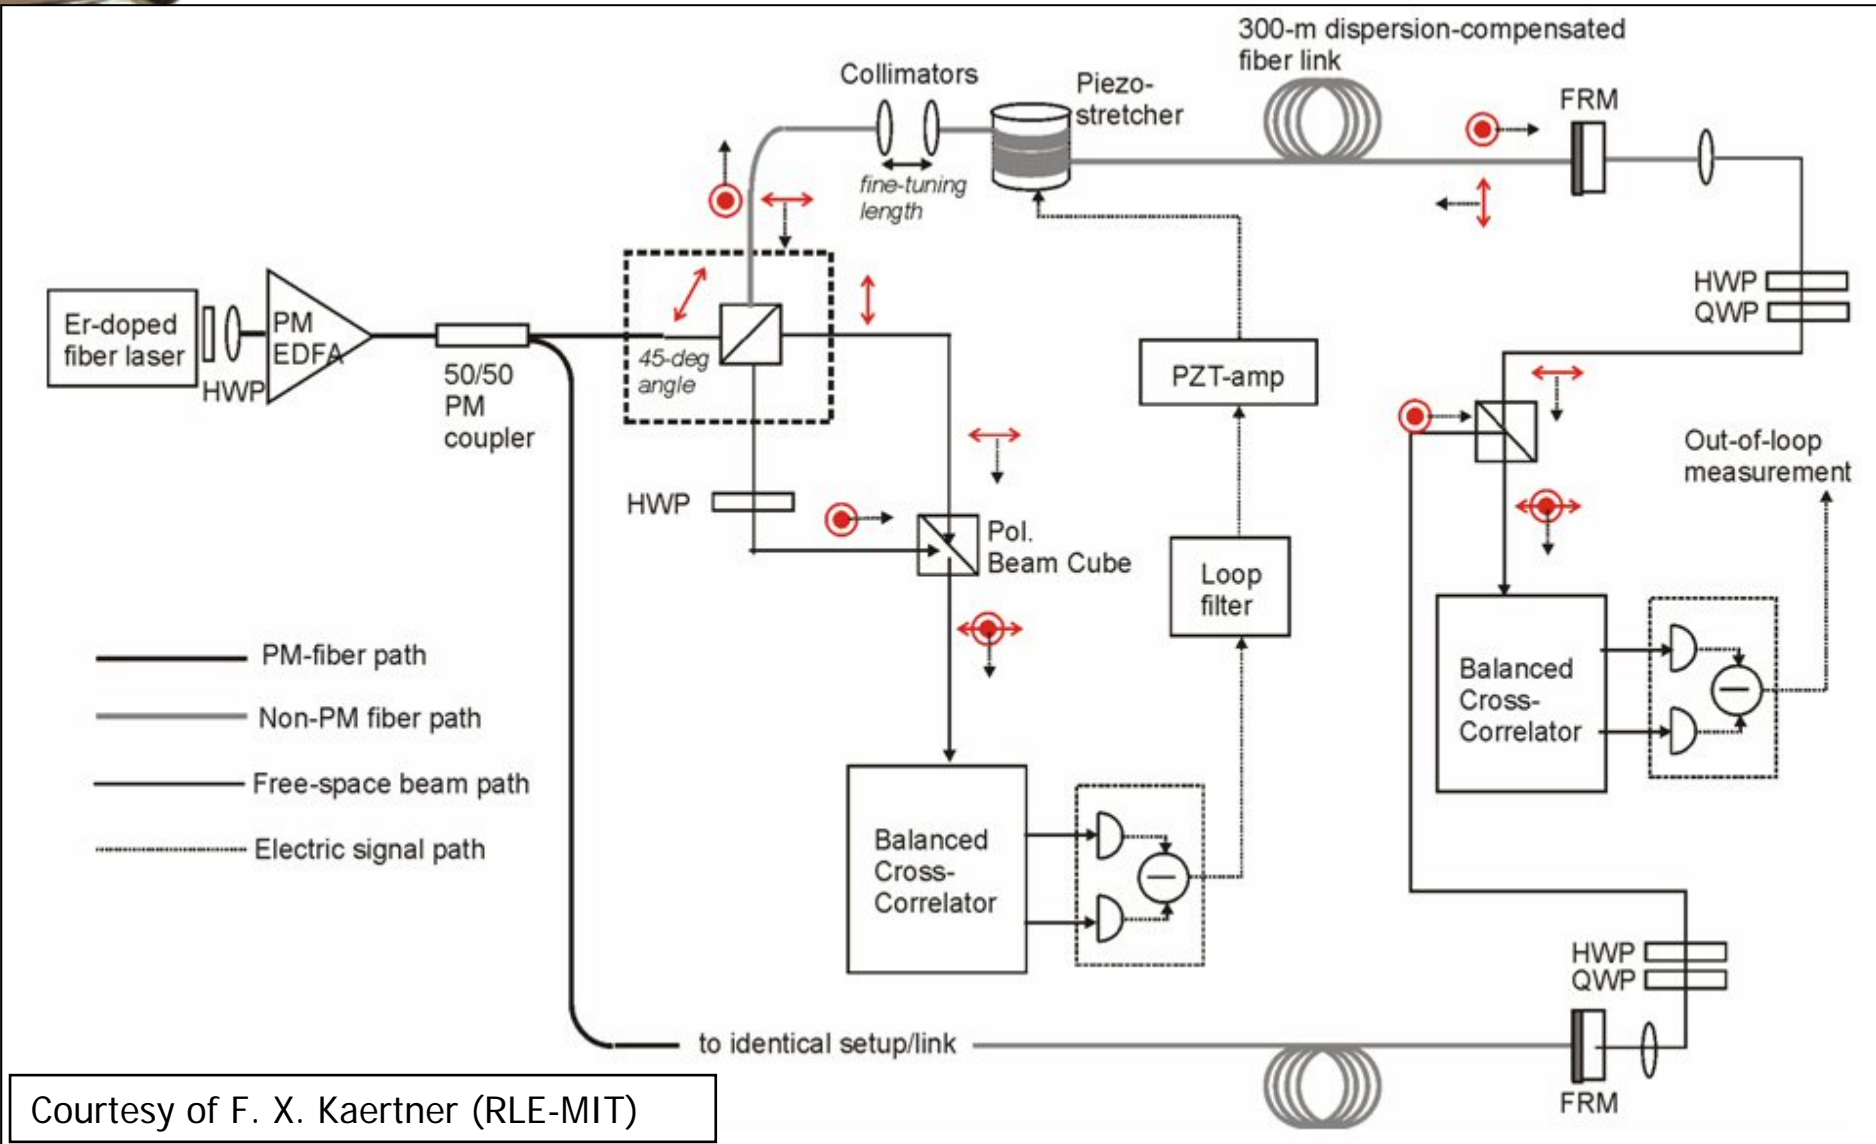 300-m dispersion-compensated
fiber link
Collimators
Piezo-
stretcher
FRM
fine-tuning
length
HWP
QWP
Er-doped
fiber laser
HWP
PM
EDFA
50/50
PM
coupler
45-deg
angle
PZT-amp
Out-of-loop
measurement
HWP
Pol.
Beam Cube
Loop
filter
PM-fiber path
Non-PM fiber path
Free-space beam path
Electric signal path
Balanced
Cross-
Correlator
Balanced
Cross-
Correlator
HWP
QWP
to identical setup/link
FRM
Courtesy of F. X. Kaertner (RLE-MIT)